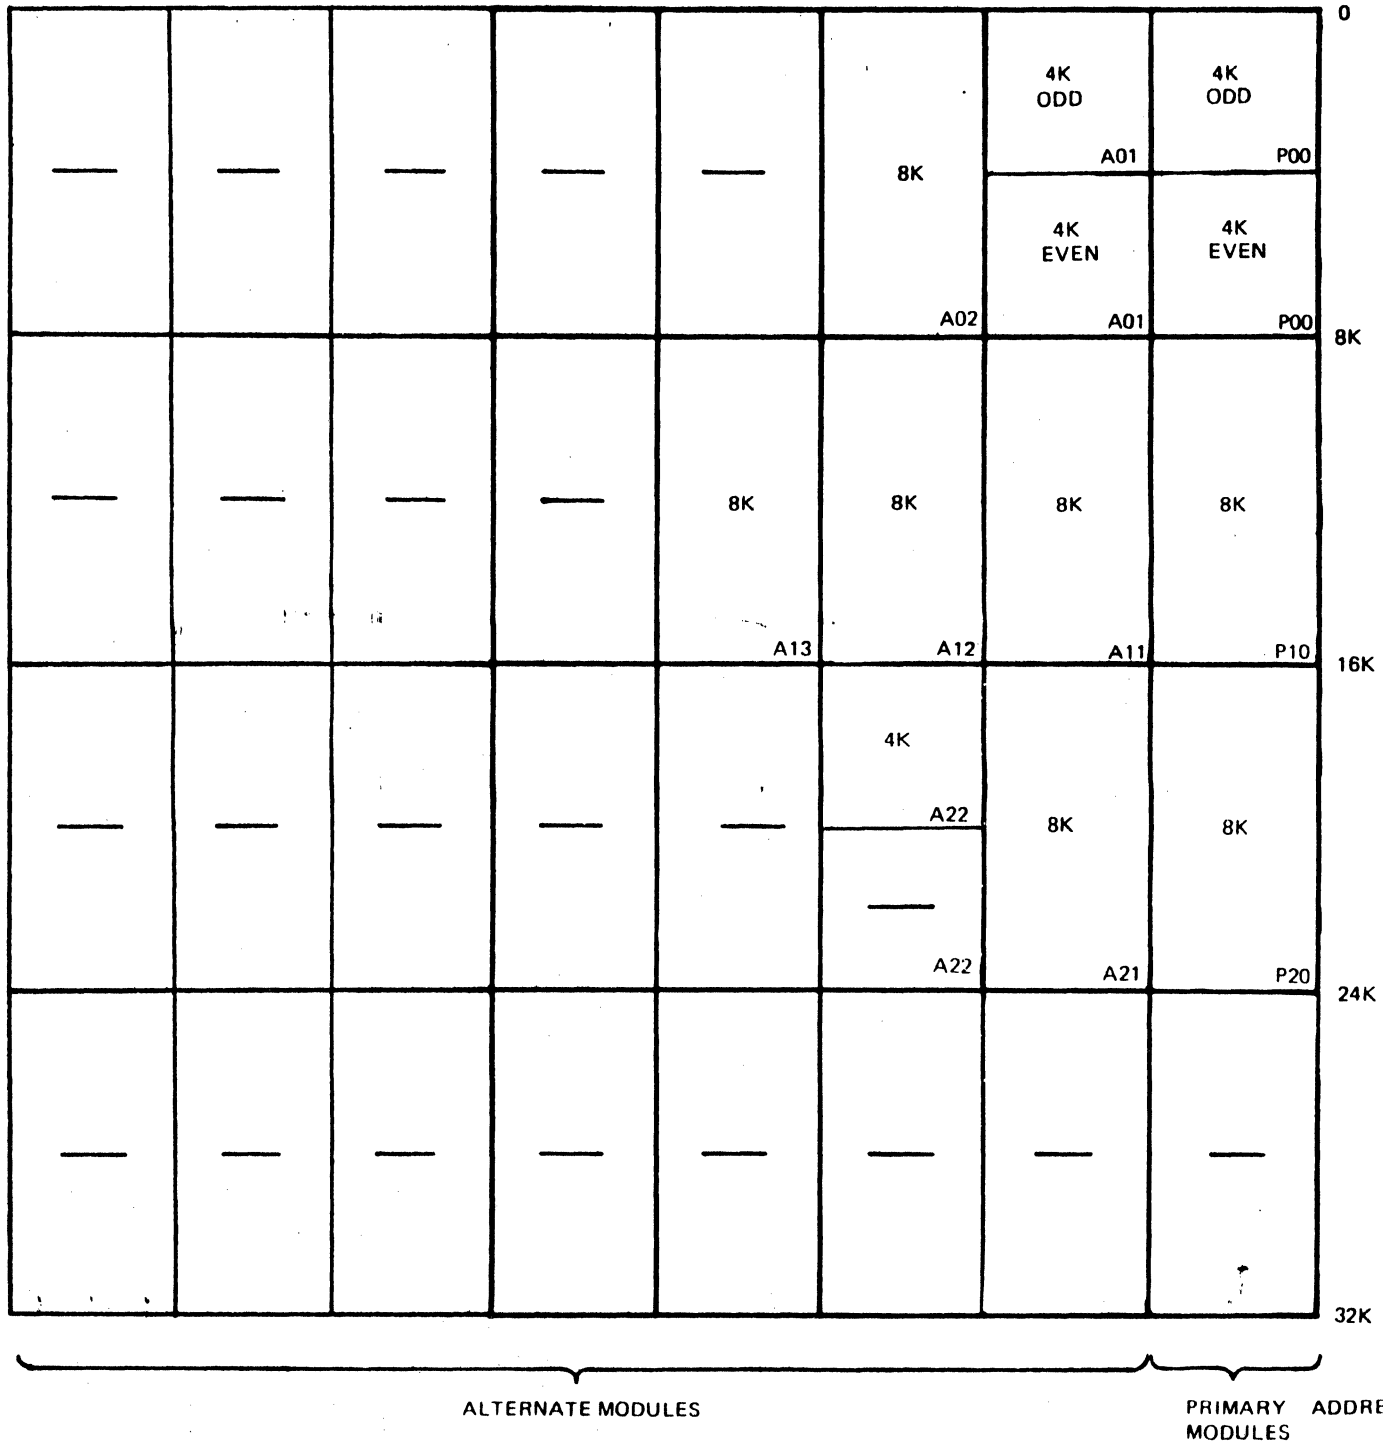 0
4K
ODD
4K
ODD
A01
P00
8K
4K
EVEN
4K
EVEN
A02
A01
P00
8K
8K
8K
8K
8K
A13
A12
A11
P10
16K
4K
A22
8K
8K
A22
A21
P20
24K
32K
ALTERNATE MODULES
PRIMARY
MODULES
ADDRE